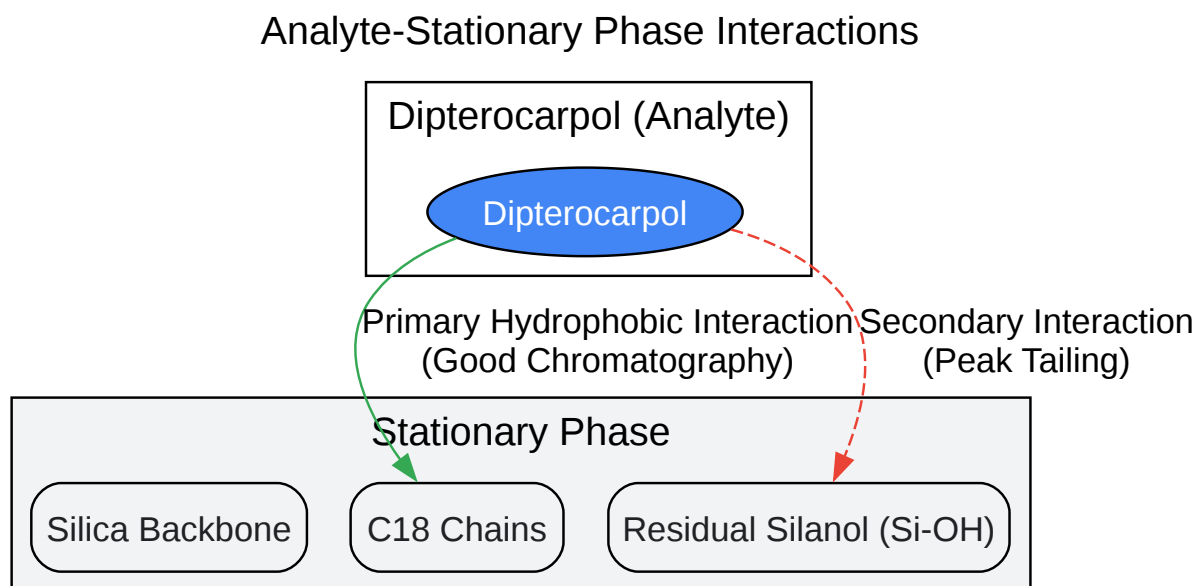 Analyte-Stationary Phase Interactions
Dipterocarpol (Analyte)
Dipterocarpol
Primary Hydrophobic Interaction
(Good Chromatography)
Secondary Interaction
(Peak Tailing)
Stationary Phase
Silica Backbone
C18 Chains
Residual Silanol (Si-OH)